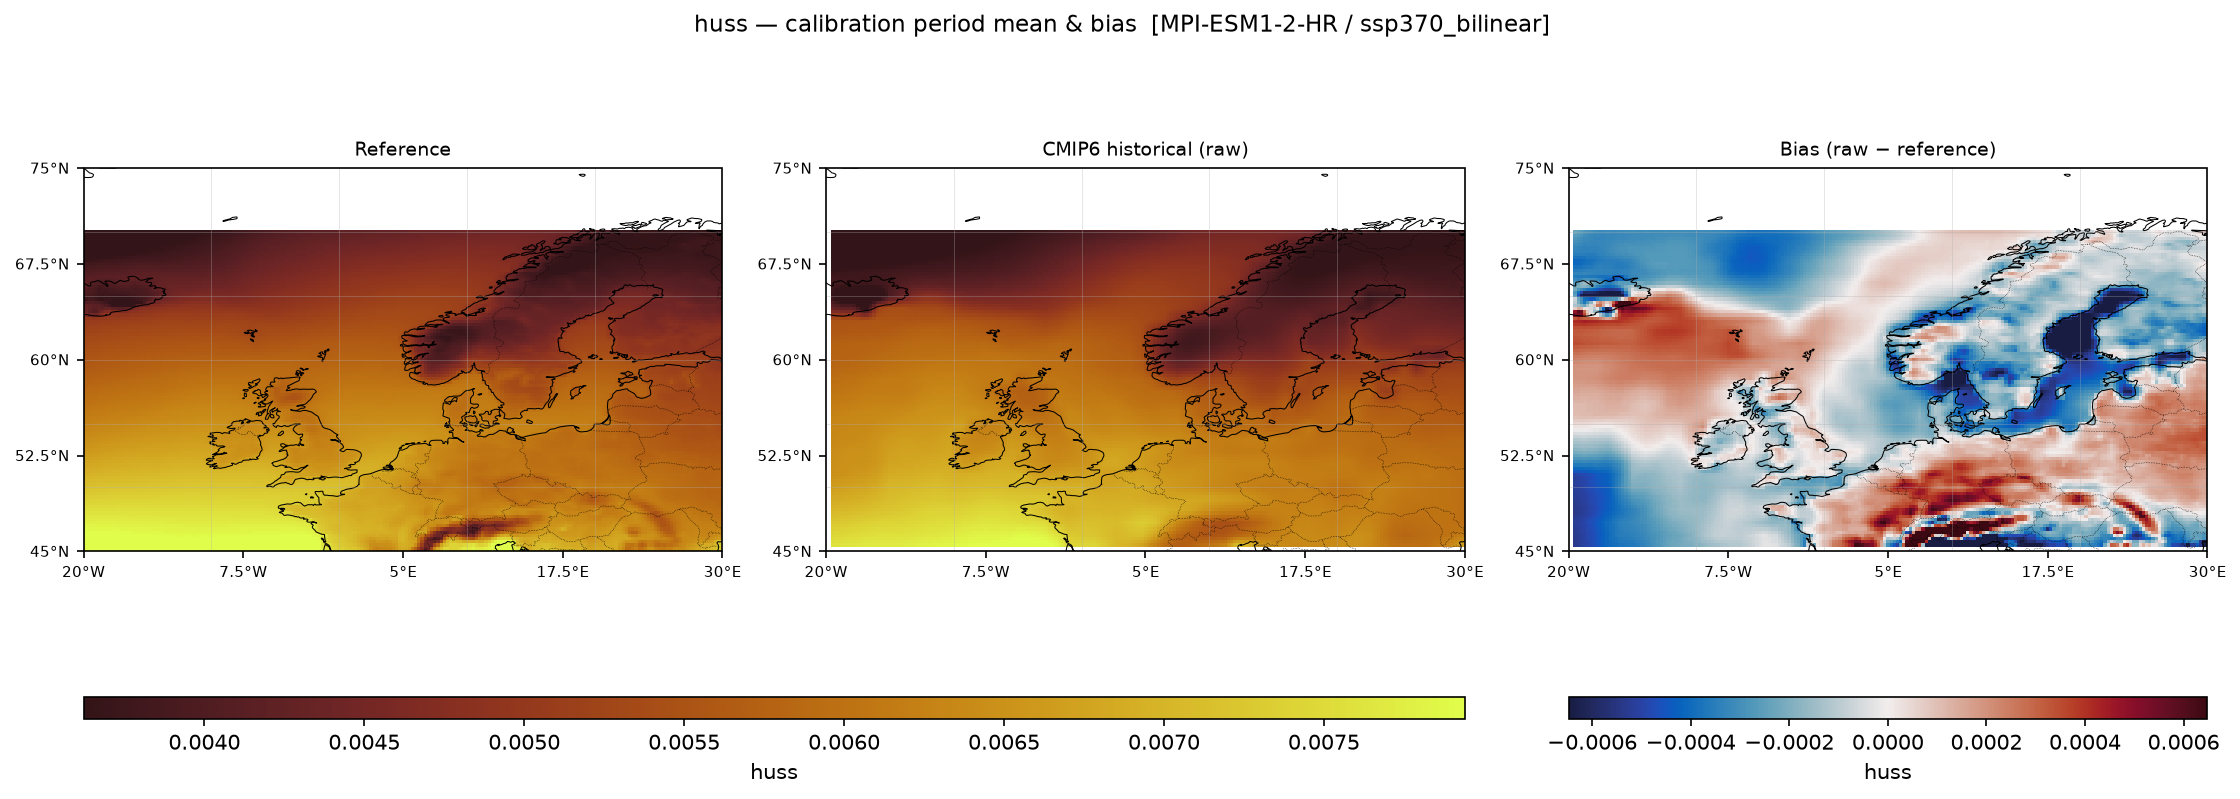 huss — calibration period mean & bias  [MPI-ESM1-2-HR / ssp370_bilinear]
Reference
CMIP6 historical (raw)
Bias (raw − reference)
75°N
67.5°N
60°N
52.5°N
45°N
20°W
7.5°W
5°E
17.5°E
30°E
75°N
67.5°N
60°N
52.5°N
45°N
20°W
7.5°W
5°E
17.5°E
30°E
75°N
67.5°N
60°N
52.5°N
45°N
20°W
7.5°W
5°E
17.5°E
30°E
0.0040 0.0045 0.0050 0.0055 0.0060 0.0065 0.0070 0.0075
huss
−0.0006 −0.0004 −0.0002 0.0000 0.0002 0.0004 0.0006
huss